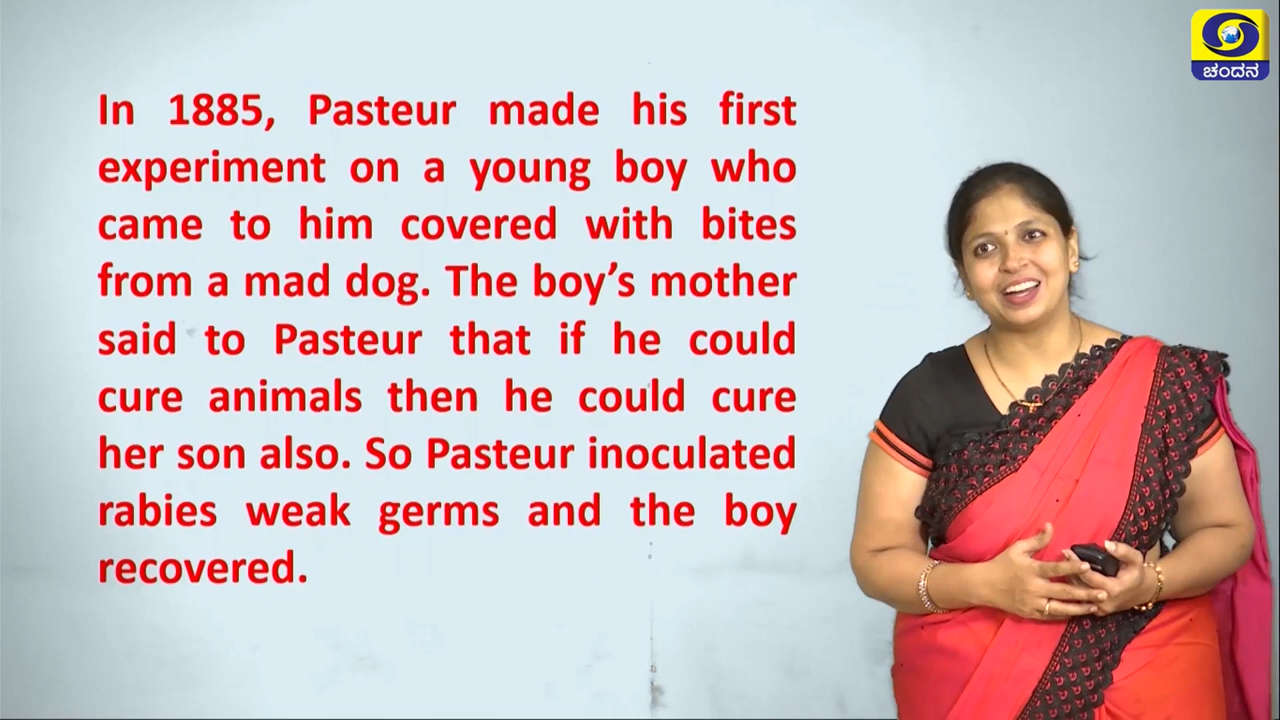 ಚಂದನ
In 1885, Pasteur made his first
experiment on a young boy who
came to him covered with bites
from a mad dog. The boy’s mother
said to Pasteur that if he could
cure animals then he could cure
her son also. So Pasteur inoculated
rabies weak germs and the boy
recovered.